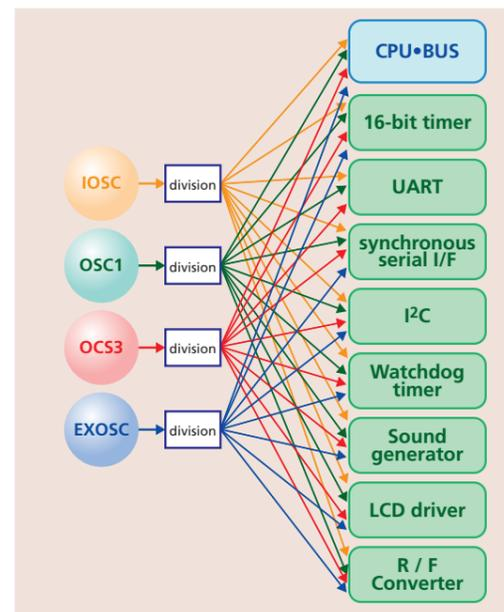 CPU•BUS
16-bit timer
IOSC
division
UART
OSC1
division
synchronous
serial I/F
I²C
OCS3
division
Watchdog
timer
EXOSC
division
Sound
generator
LCD driver
R / F
Converter